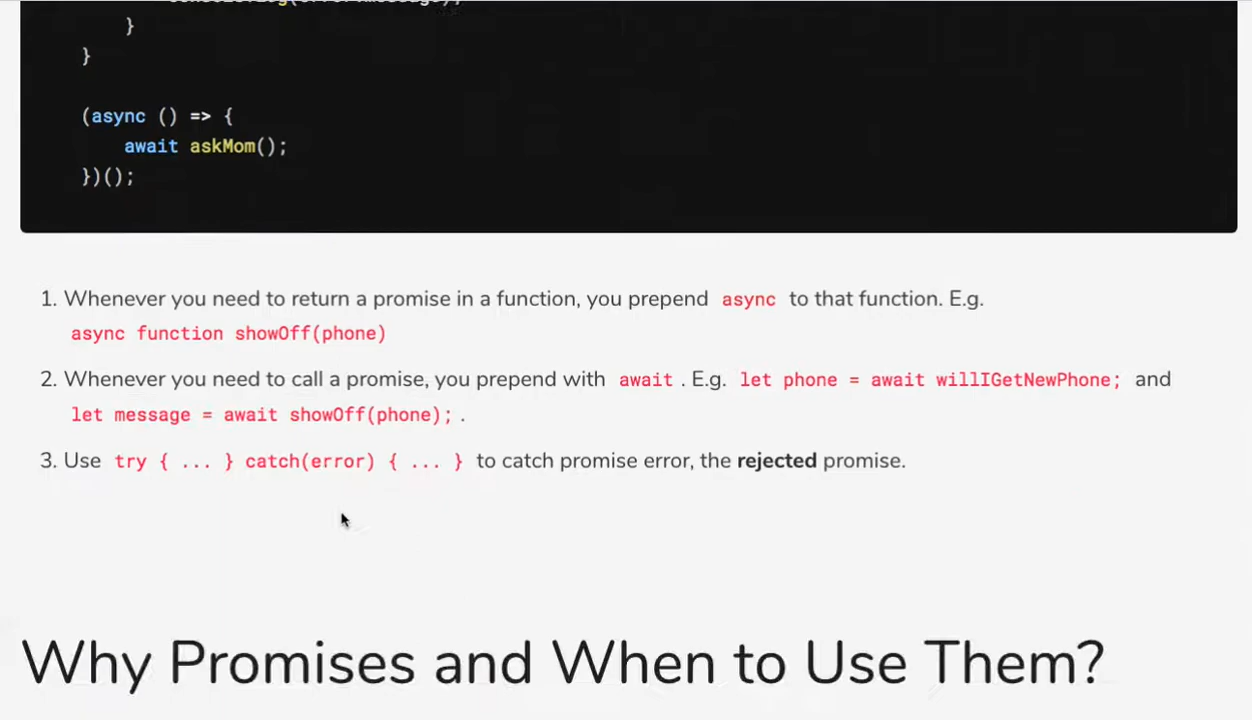 }
}
(async () => {
await askMom();
})();
1. Whenever you need to return a promise in a function, you prepend async to that function. E.g.
async function showOff(phone)
2. Whenever you need to call a promise, you prepend with await . E.g. let phone = await willIGetNewPhone; and
let message = await showOff(phone); .
3. Use try { ... } catch(error) { ... } to catch promise error, the rejected promise.
Why Promises and When to Use Them?